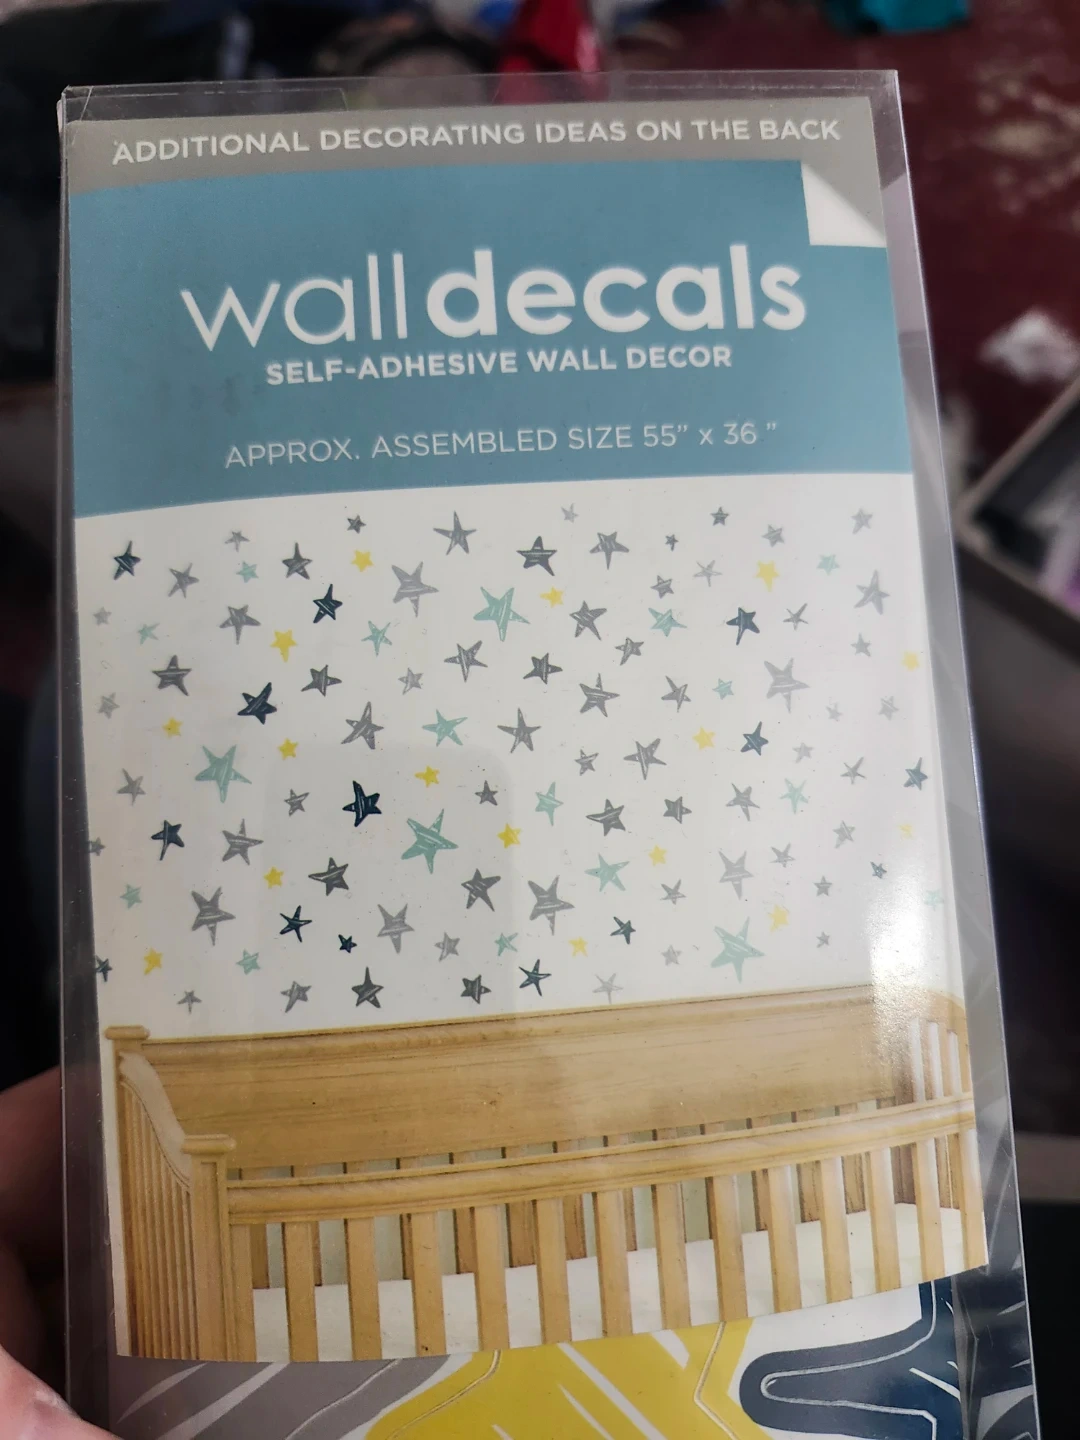 ADDITIONAL DECORATING IDEAS ON THE BACK
walldecals
SELF-ADHESIVE WALL DECOR
APPROX. ASSEMBLED SIZE 55” x 36 ”